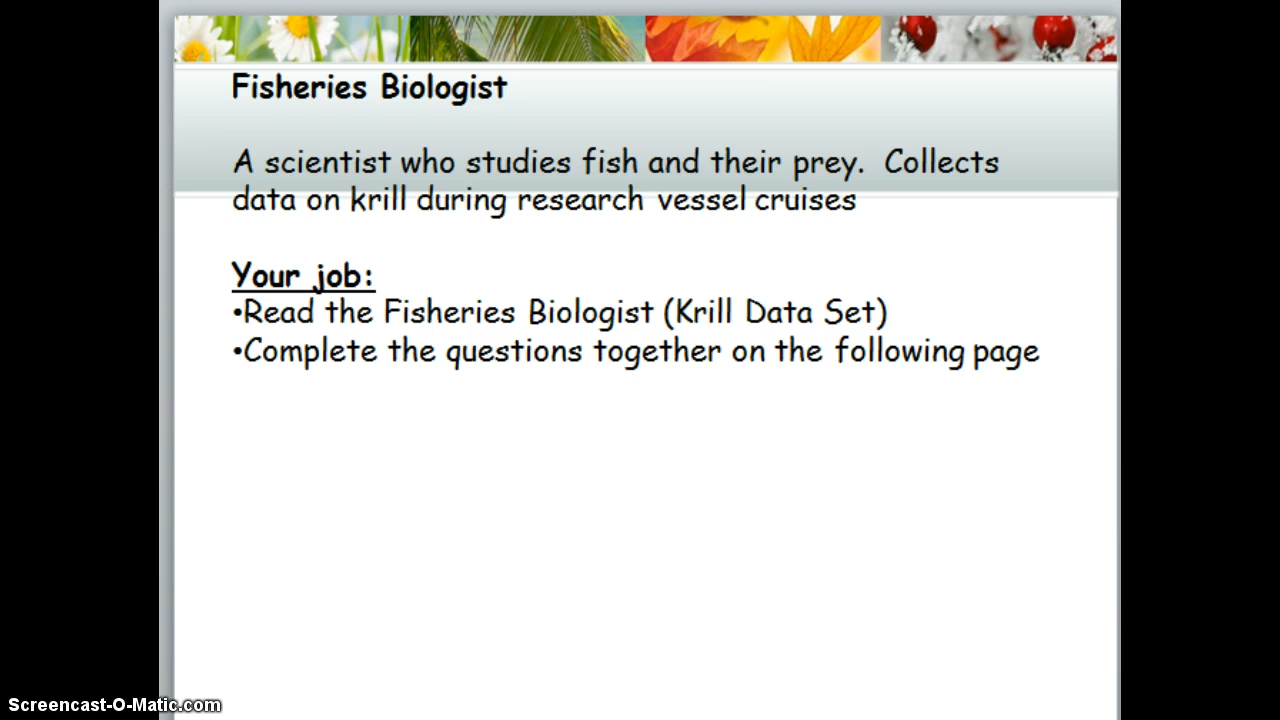 Fisheries Biologist
A scientist who studies fish and their prey.  Collects
data on krill during research vessel cruises
Your job:
•Read the Fisheries Biologist (Krill Data Set)
•Complete the questions together on the following page
Screencast-O-Matic.com